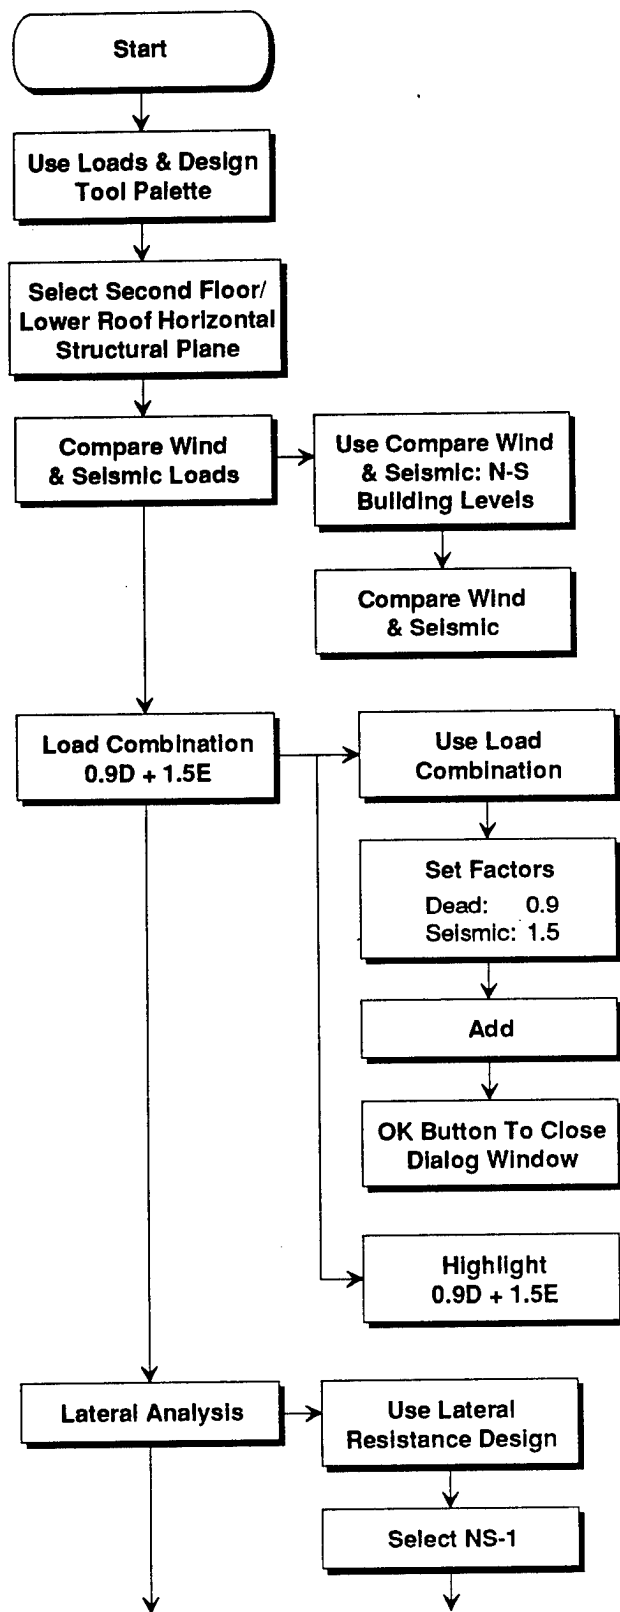 Start
Use Loads & Design
Tool Palette
Select Second Floor/
Lower Roof Horizontal
Structural Plane
Compare Wind
& Seismic Loads
Use Compare Wind
& Seismic: N-S
Building Levels
Compare Wind
& Seismic
Load Combination
0.9D + 1.5E
Use Load
Combination
Set Factors
Dead: 0.9
Seismic: 1.5
Add
OK Button To Close
Dialog Window
Highlight
0.9D + 1.5E
Lateral Analysis
Use Lateral
Resistance Design
Select NS-1